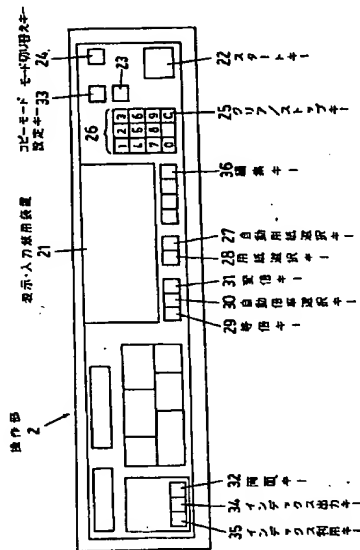 操作部
2
表示・入力兼用装置
21
コピーモード
設定キー
33
モード切り替えキー
24
23
22
スタートキー
26
1 2 3
4 5 6
7 8 9
0 C
25
クリア/ストップキー
36
編集キー
27
自動用紙選択キー
28
用紙選択キー
31
変倍キー
30
自動倍率選択キー
29
等倍キー
32
両面キー
34
インデックス出力キー
35
インデックス利用キー